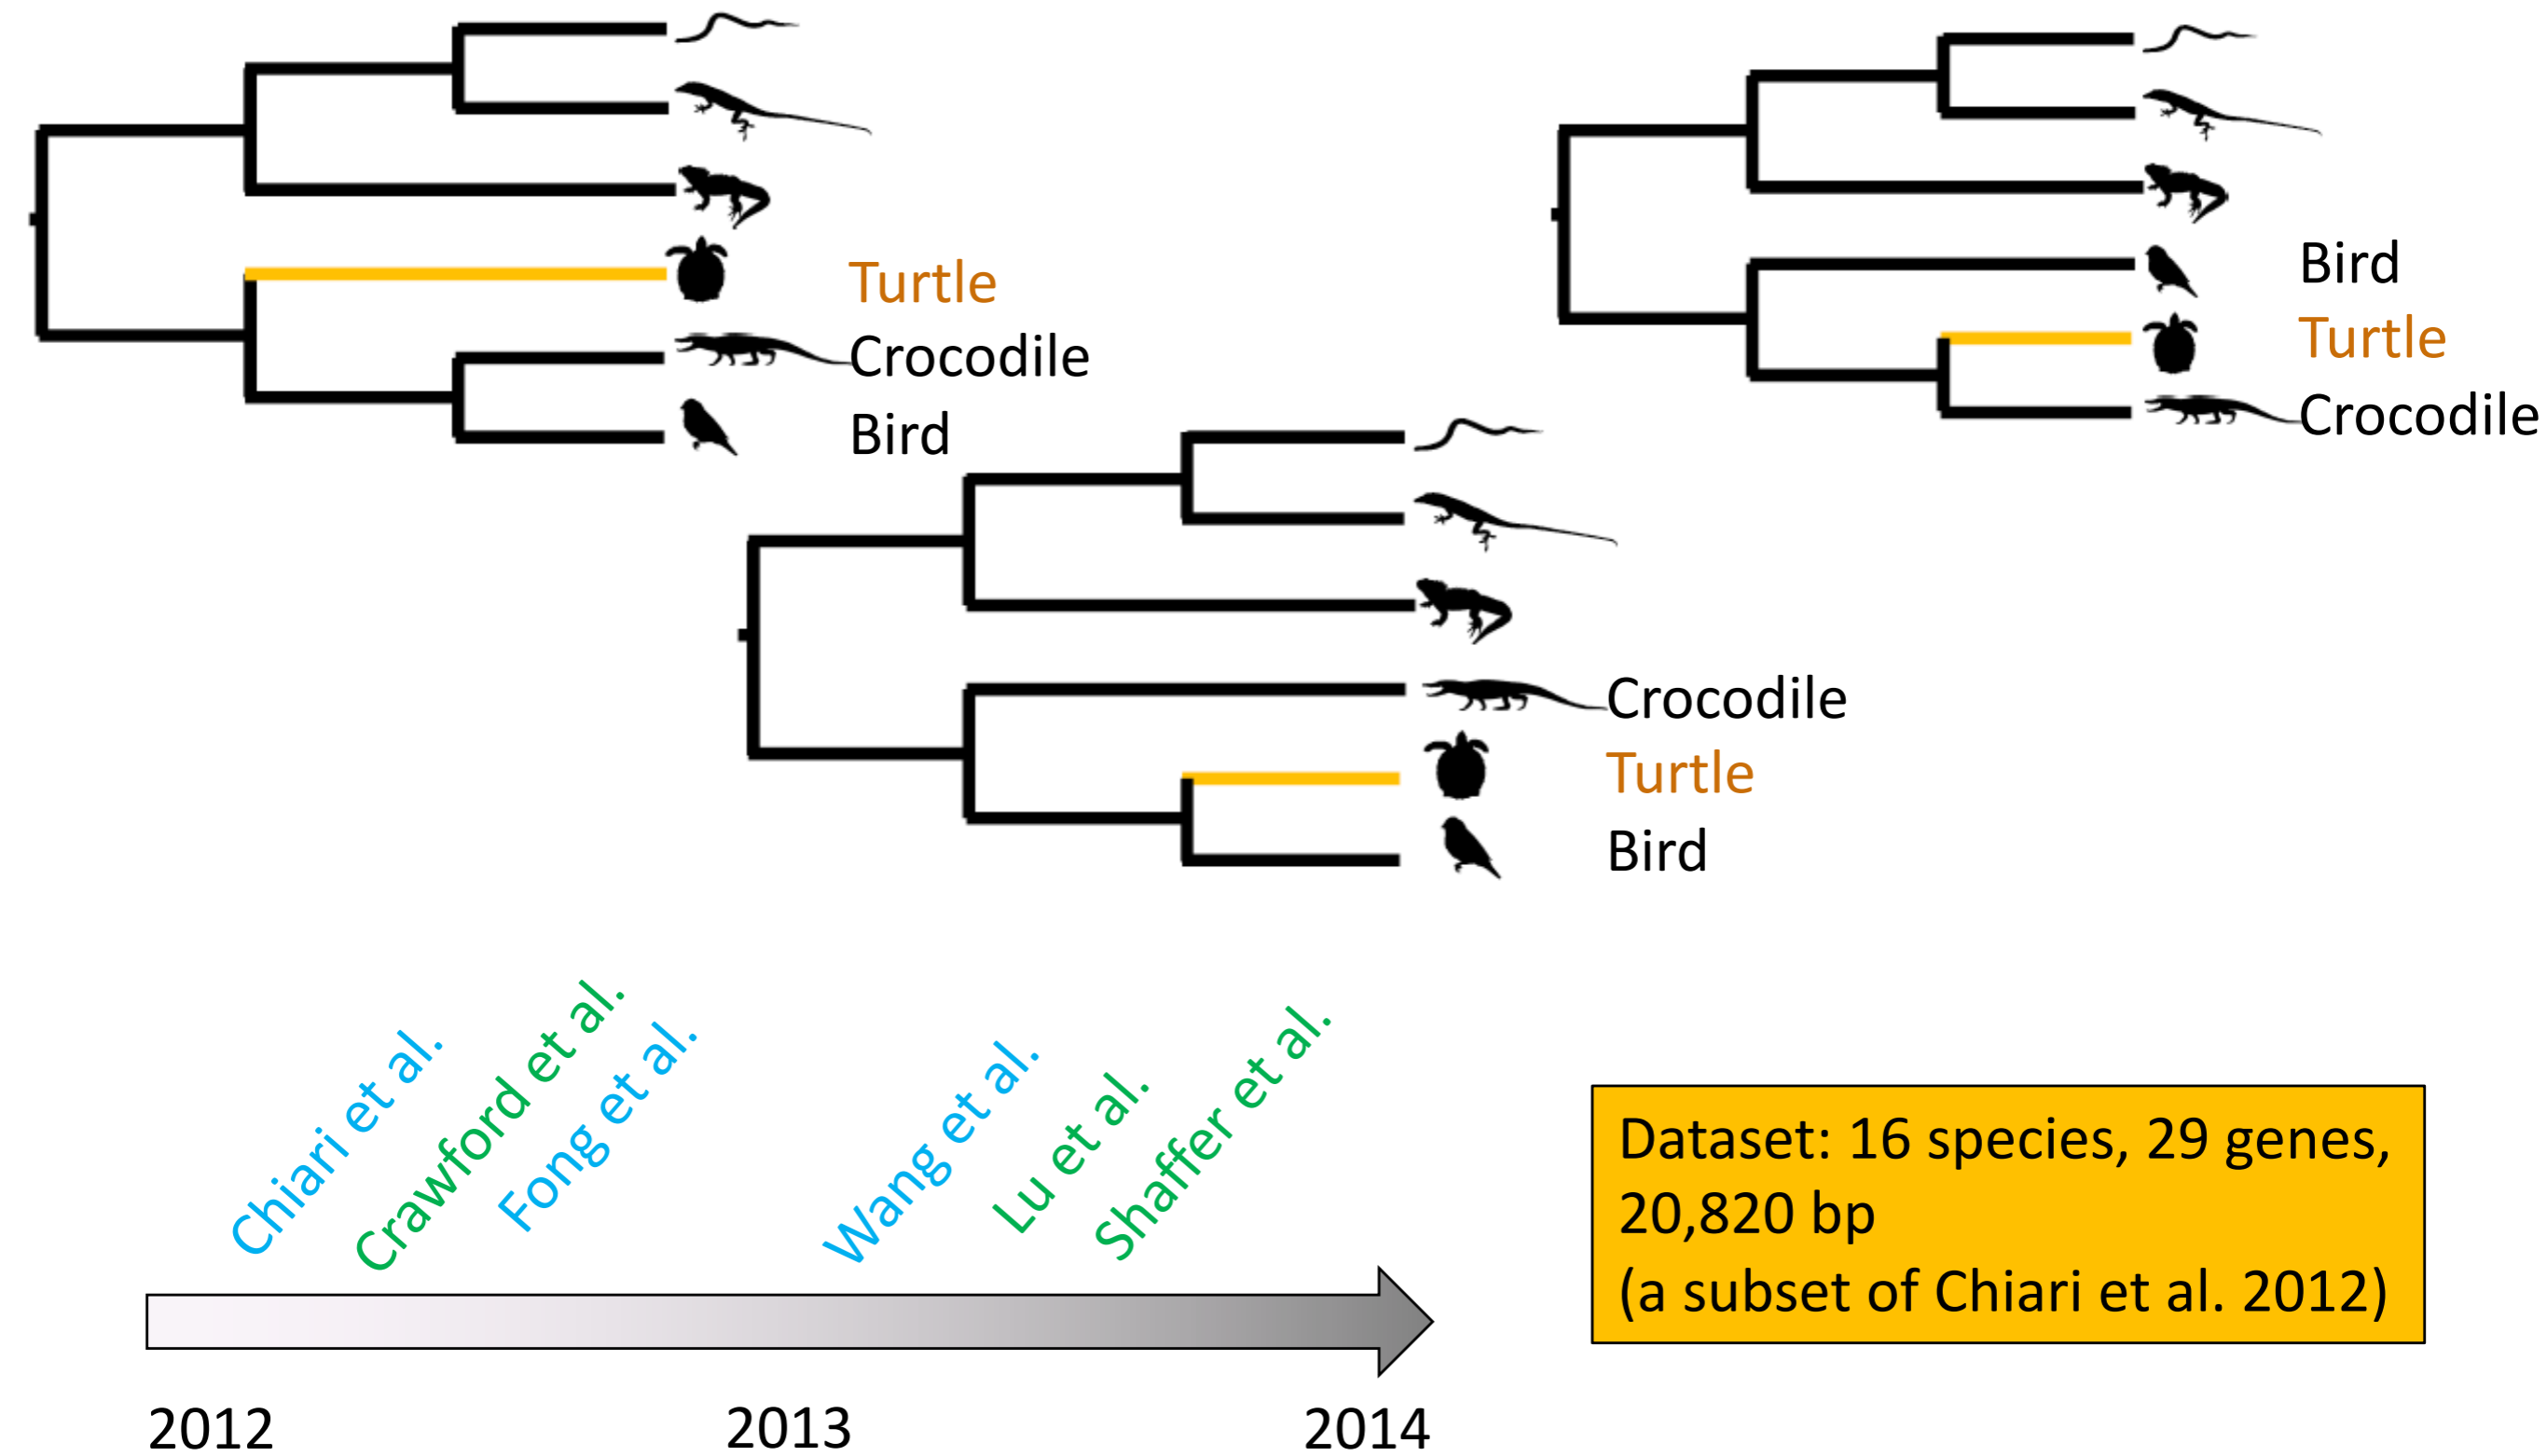 Turtle
Crocodile
Bird
Bird
Turtle
Crocodile
Crocodile
Turtle
Bird
Chiari et al.
Crawford et al.
Fong et al.
Wang et al.
Lu et al.
Shaffer et al.
2012
2013
2014
Dataset: 16 species, 29 genes,
20,820 bp
(a subset of Chiari et al. 2012)